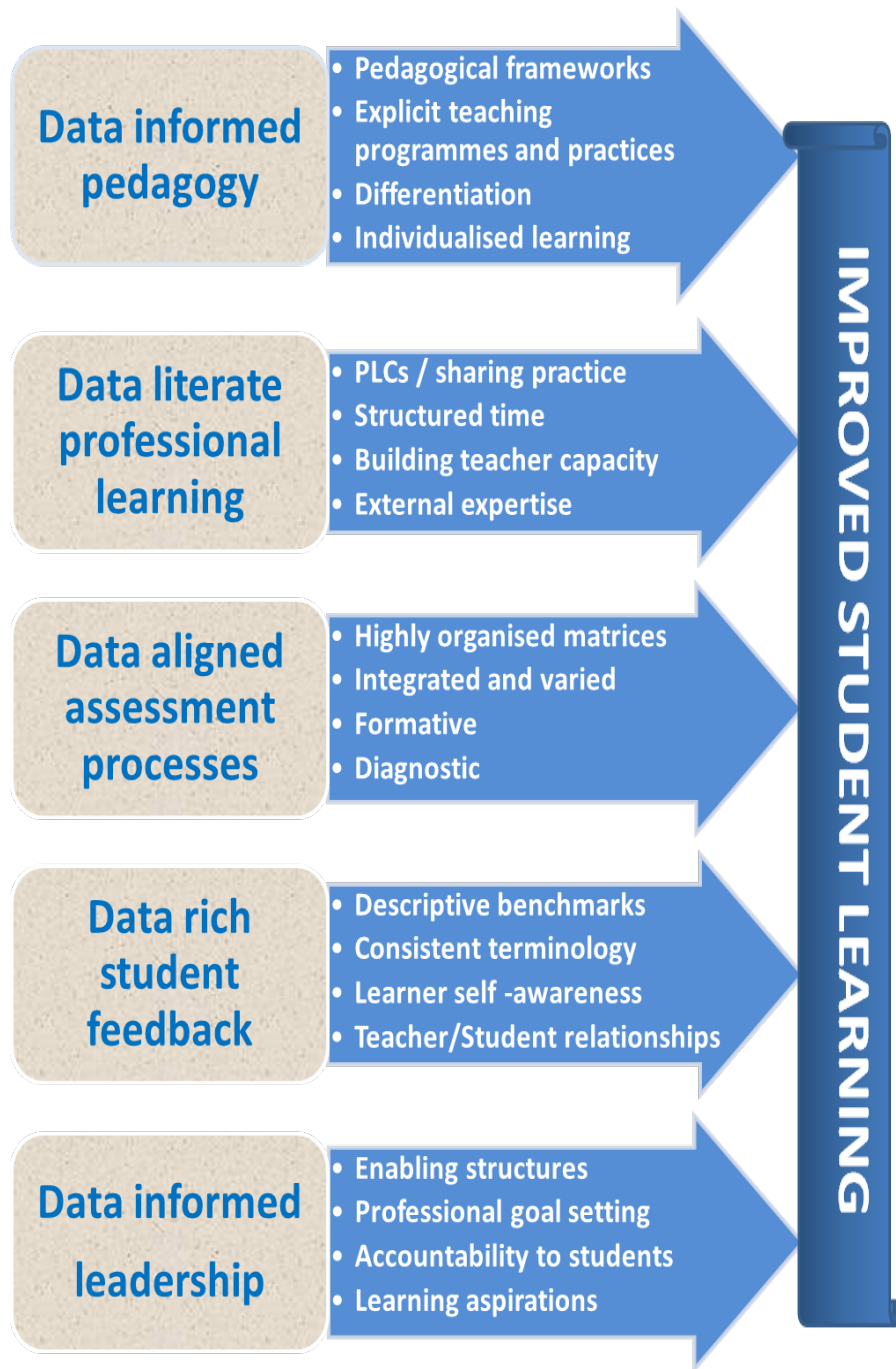 Data informed
pedagogy
• Pedagogical frameworks
• Explicit teaching
programmes and practices
• Differentiation
• Individualised learning
Data literate
professional
learning
• PLCs / sharing practice
• Structured time
• Building teacher capacity
• External expertise
Data aligned
assessment
processes
• Highly organised matrices
• Integrated and varied
• Formative
• Diagnostic
Data rich
student
feedback
• Descriptive benchmarks
• Consistent terminology
• Learner self -awareness
• Teacher/Student relationships
Data informed
leadership
• Enabling structures
• Professional goal setting
• Accountability to students
• Learning aspirations
IMPROVED STUDENT LEARNING